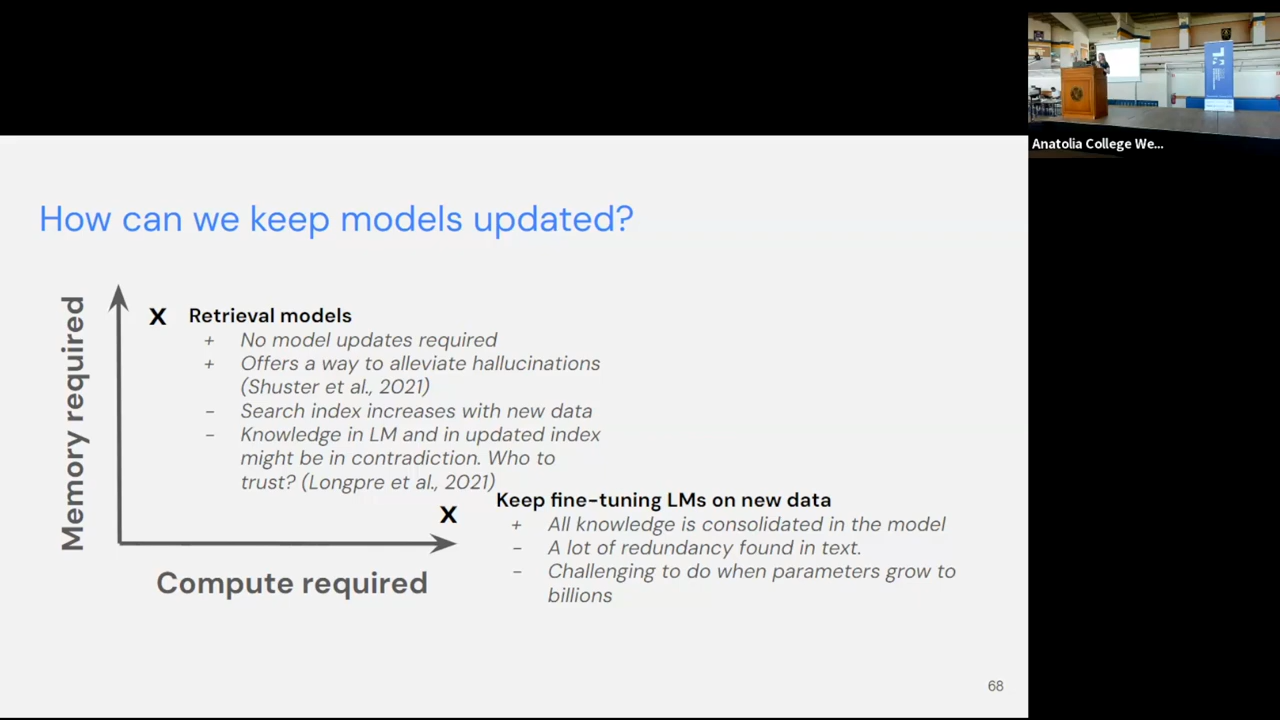 Anatolia College We...
How can we keep models updated?
Memory required
X Retrieval models
+ No model updates required
+ Offers a way to alleviate hallucinations
(Shuster et al., 2021)
- Search index increases with new data
- Knowledge in LM and in updated index
might be in contradiction. Who to
trust? (Longpre et al., 2021)
X Keep fine-tuning LMs on new data
+ All knowledge is consolidated in the model
- A lot of redundancy found in text.
- Challenging to do when parameters grow to
billions
Compute required
68